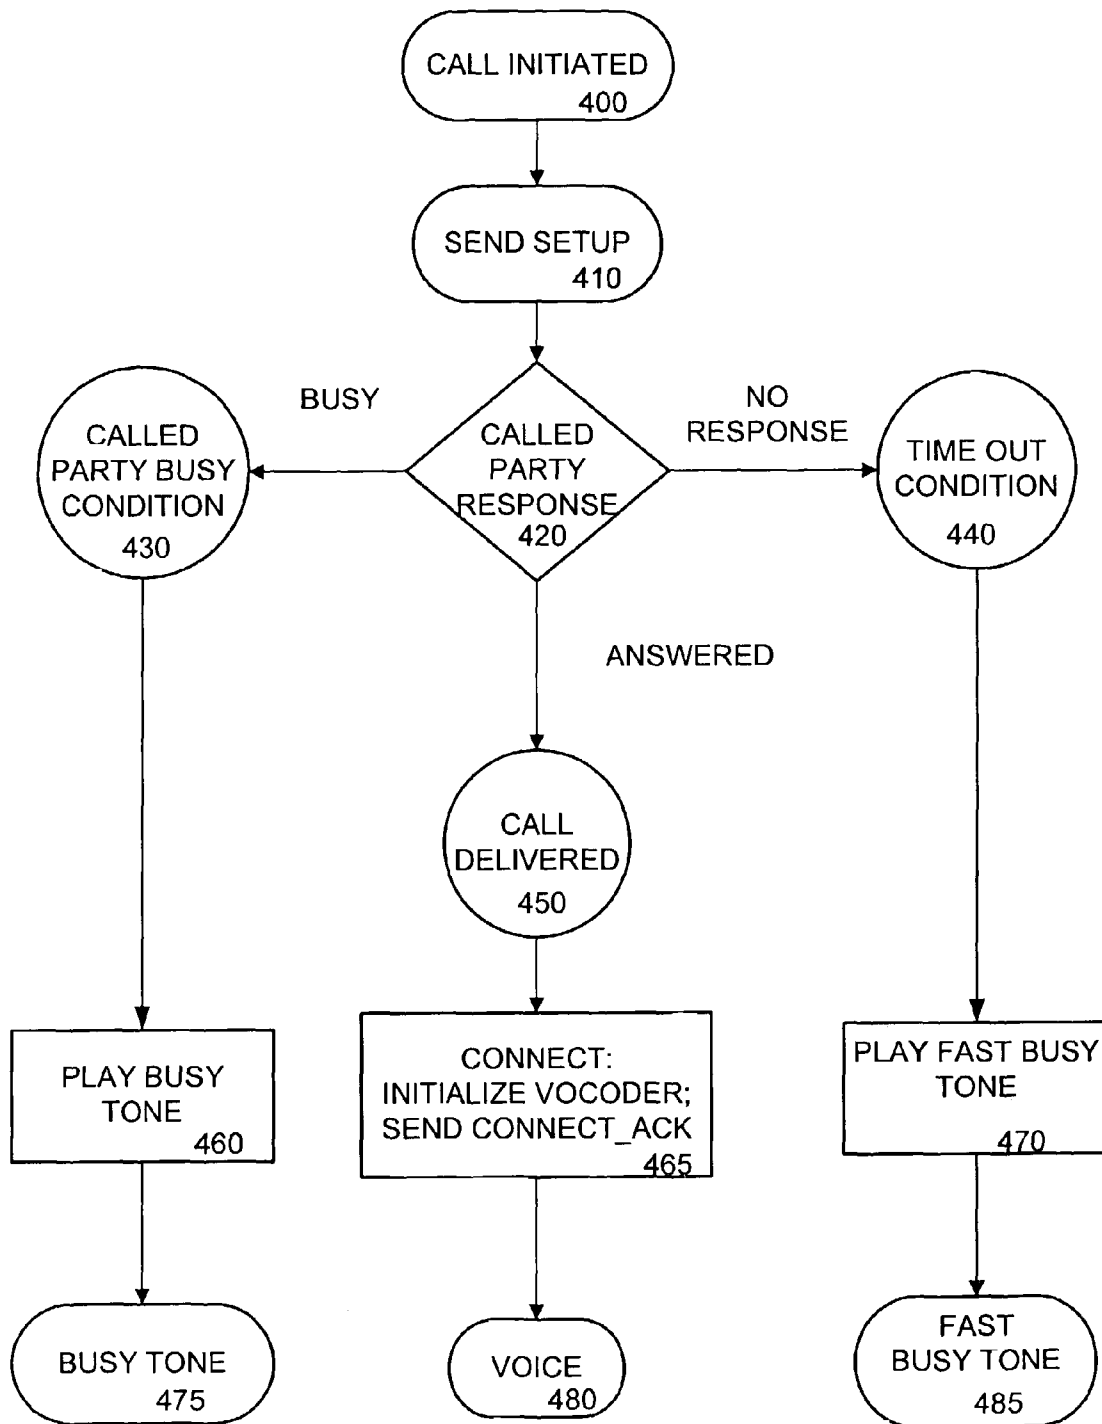 CALL INITIATED
400
SEND SETUP
410
BUSY
NO
RESPONSE
CALLED
PARTY BUSY
CONDITION
430
CALLED
PARTY
RESPONSE
420
TIME OUT
CONDITION
440
ANSWERED
CALL
DELIVERED
450
PLAY BUSY
TONE
460
CONNECT:
INITIALIZE VOCODER;
SEND CONNECT_ACK
465
PLAY FAST BUSY
TONE
470
BUSY TONE
475
VOICE
480
FAST
BUSY TONE
485